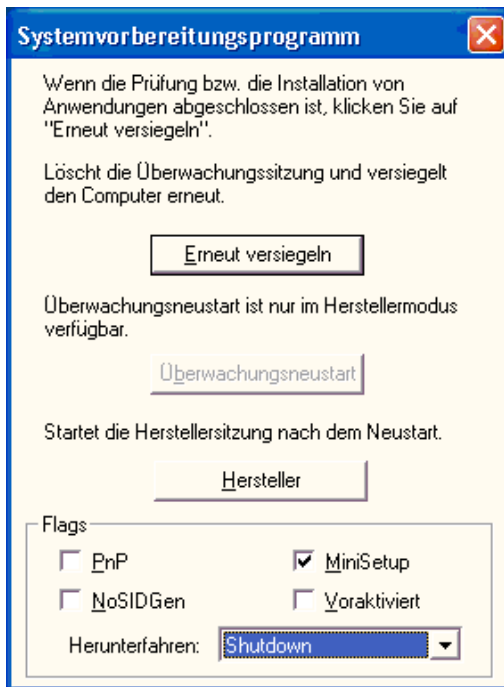 Systemvorbereitungsprogramm
Wenn die Prüfung bzw. die Installation von
Anwendungen abgeschlossen ist, klicken Sie auf
"Erneut versiegeln".
Löscht die Überwachungssitzung und versiegelt
den Computer erneut.
Erneut versiegeln
Überwachungsneustart ist nur im Herstellermodus
verfügbar.
Überwachungsneustart
Startet die Herstellersitzung nach dem Neustart.
Hersteller
Flags
PnP MiniSetup
NoSIDGen Voraktiviert
Herunterfahren: Shutdown